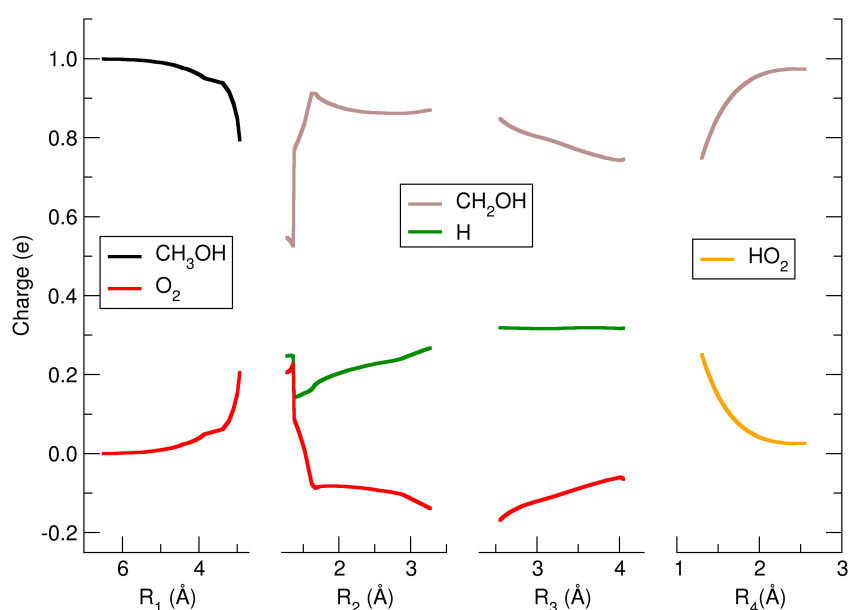 1.0
0.8
0.6
0.4
0.2
0.0
-0.2
Charge (e)
CH₃OH
O₂
CH₂OH
H
HO₂
6 4
2 3
3 4
1 2 3
R₁ (Å)
R₂ (Å)
R₃ (Å)
R₄(Å)